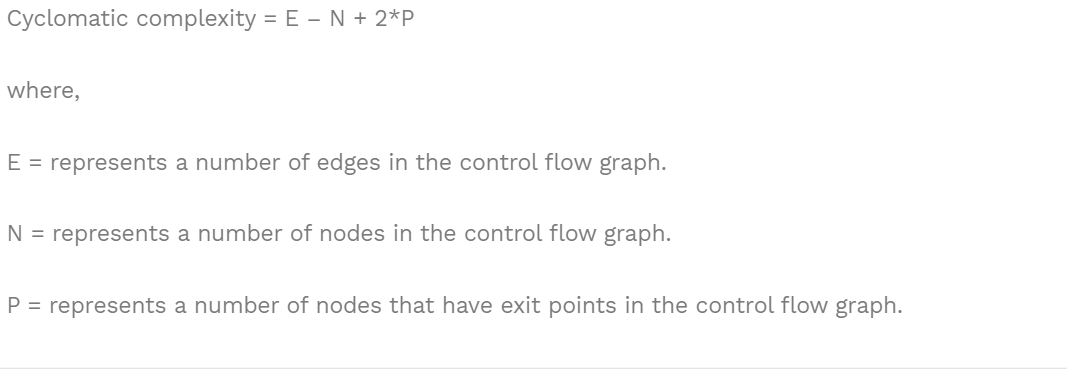 Cyclomatic complexity = E – N + 2*P
where,
E = represents a number of edges in the control flow graph.
N = represents a number of nodes in the control flow graph.
P = represents a number of nodes that have exit points in the control flow graph.